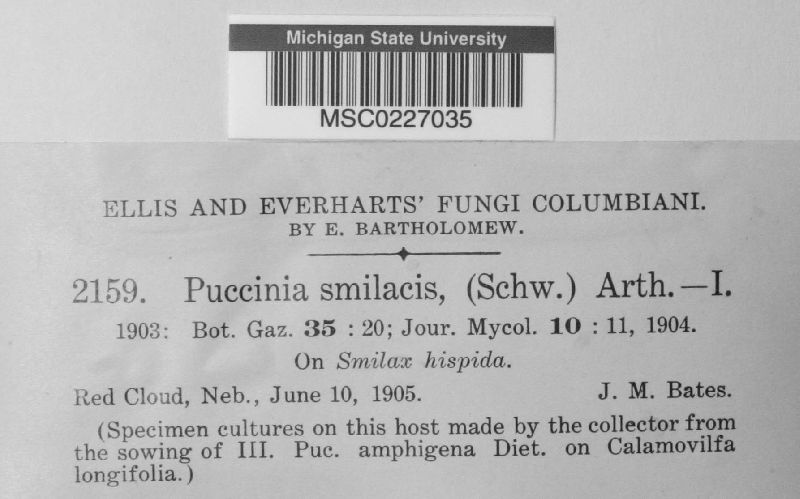 Michigan State University
MSC0227035
ELLIS AND EVERHARTS' FUNGI COLUMBIANI.
BY E. BARTHOLOMEW.
2159. Puccinia smilacis, (Schw.) Arth.—I.
1903: Bot. Gaz. 35 : 20; Jour. Mycol. 10 : 11, 1904.
On Smilax hispida.
Red Cloud, Neb., June 10, 1905. J. M. Bates.
(Specimen cultures on this host made by the collector from
the sowing of III. Puc. amphigena Diet. on Calamovilfa
longifolia.)